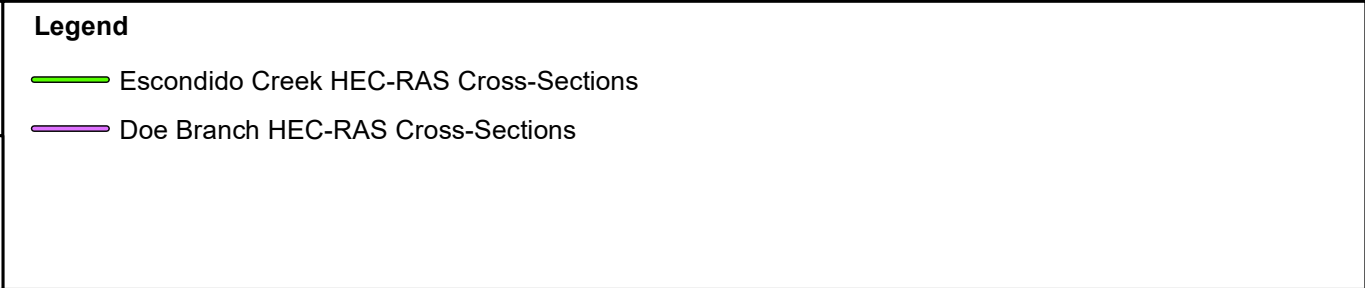 Legend
Escondido Creek HEC-RAS Cross-Sections
Doe Branch HEC-RAS Cross-Sections